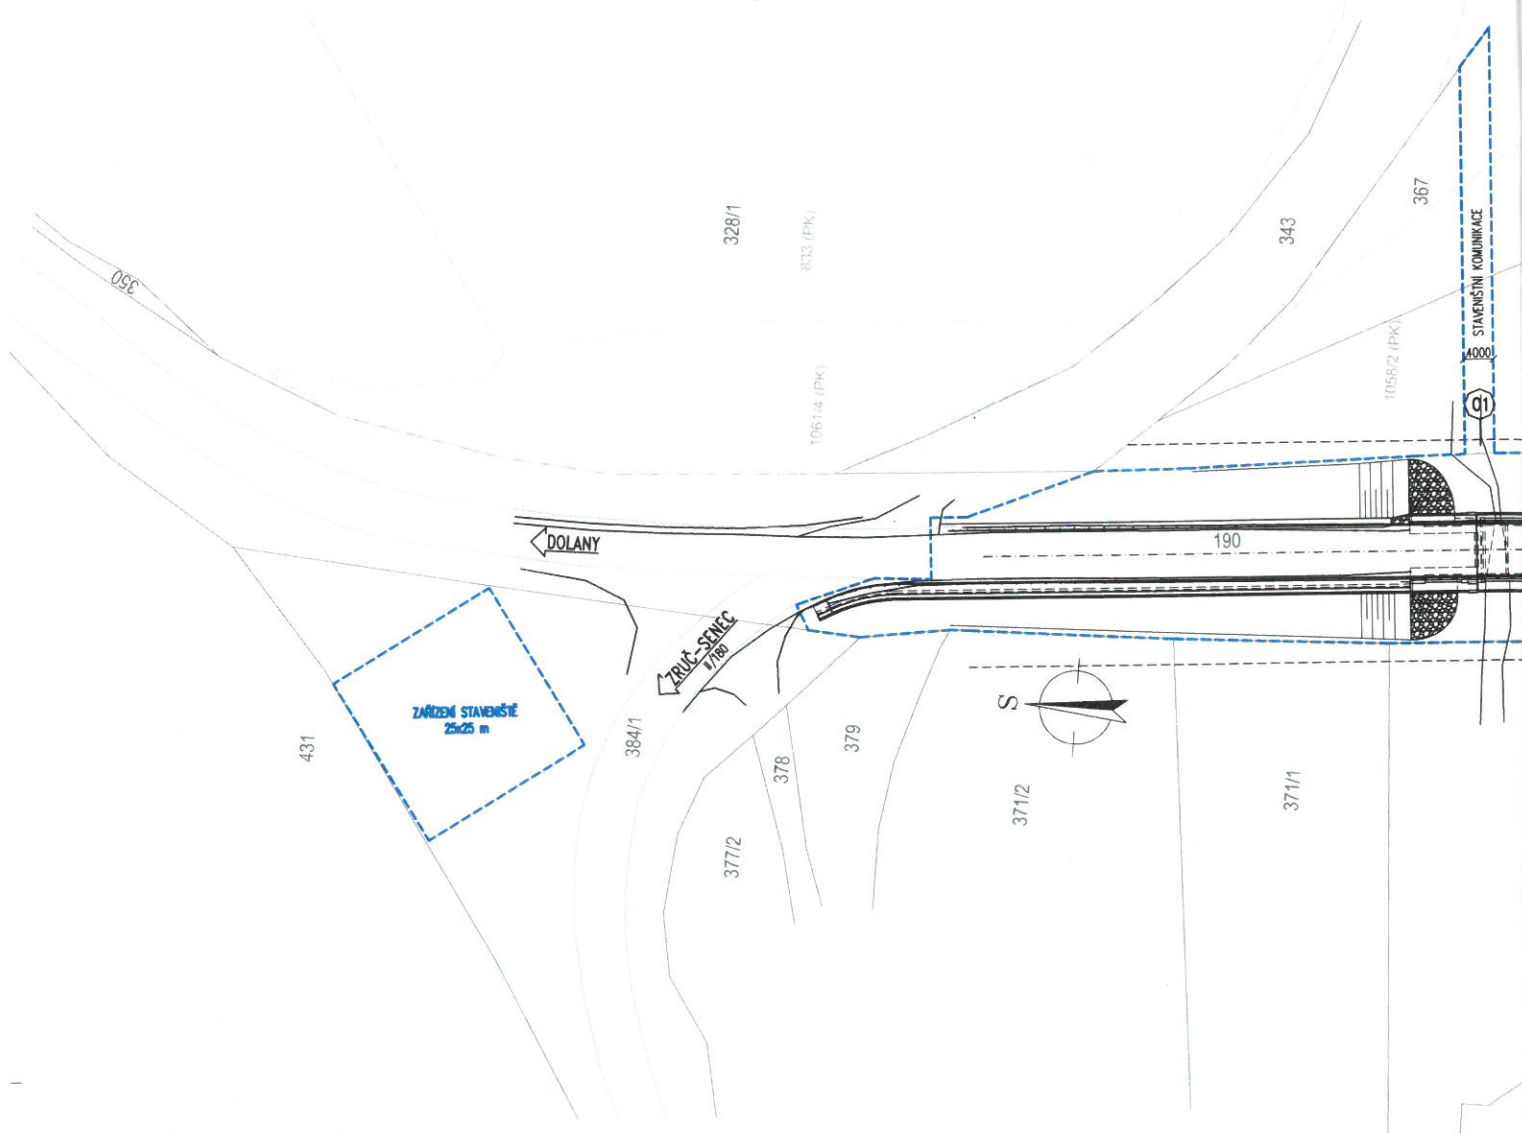 350
328/1
833 (PK)
343
367
STAVENIŠTNÍ KOMUNIKACE
4000
01
1061/4 (PK)
1058/2 (PK)
DOLANY
190
ZRUČ-SENEC
II/180
S
ZAŘÍZENÍ STAVENIŠTĚ
25x25 m
431
384/1
378
379
371/2
371/1
377/2